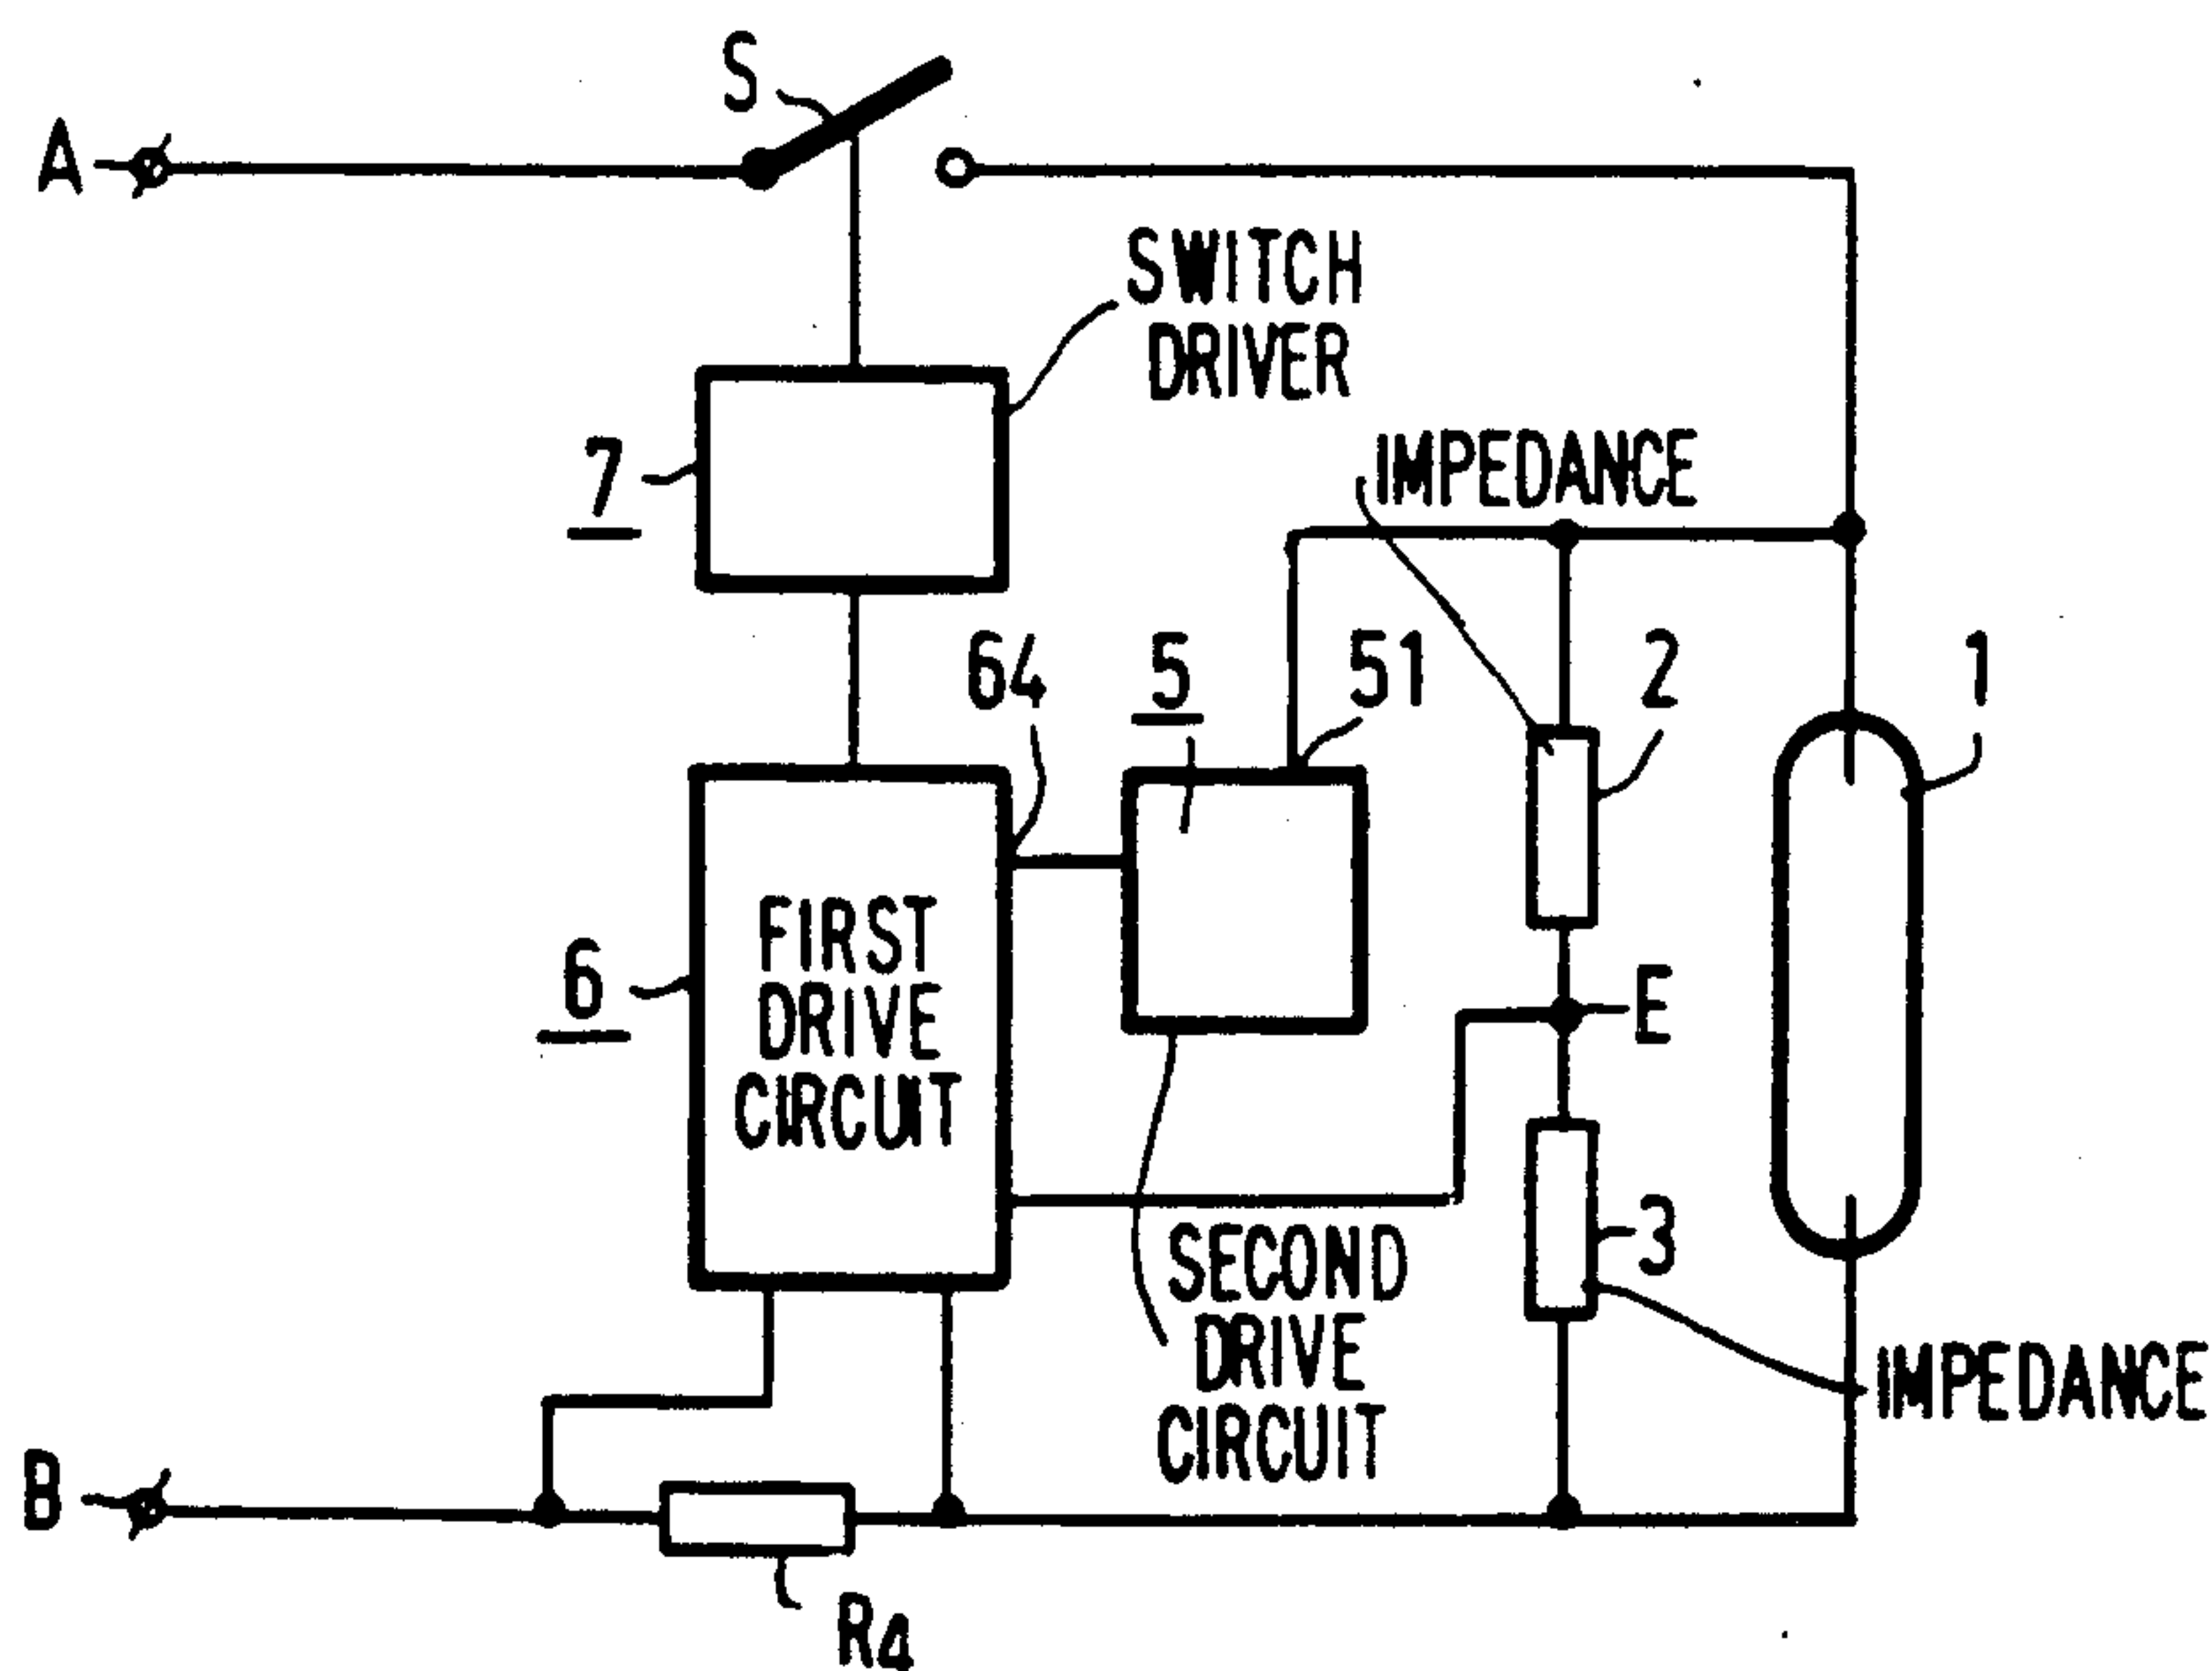 S
A
SWITCH
DRIVER
7
IMPEDANCE
64
5
51
2
1
FIRST
DRIVE
CIRCUIT
6
E
SECOND
DRIVE
CIRCUIT
3
IMPEDANCE
B
R4